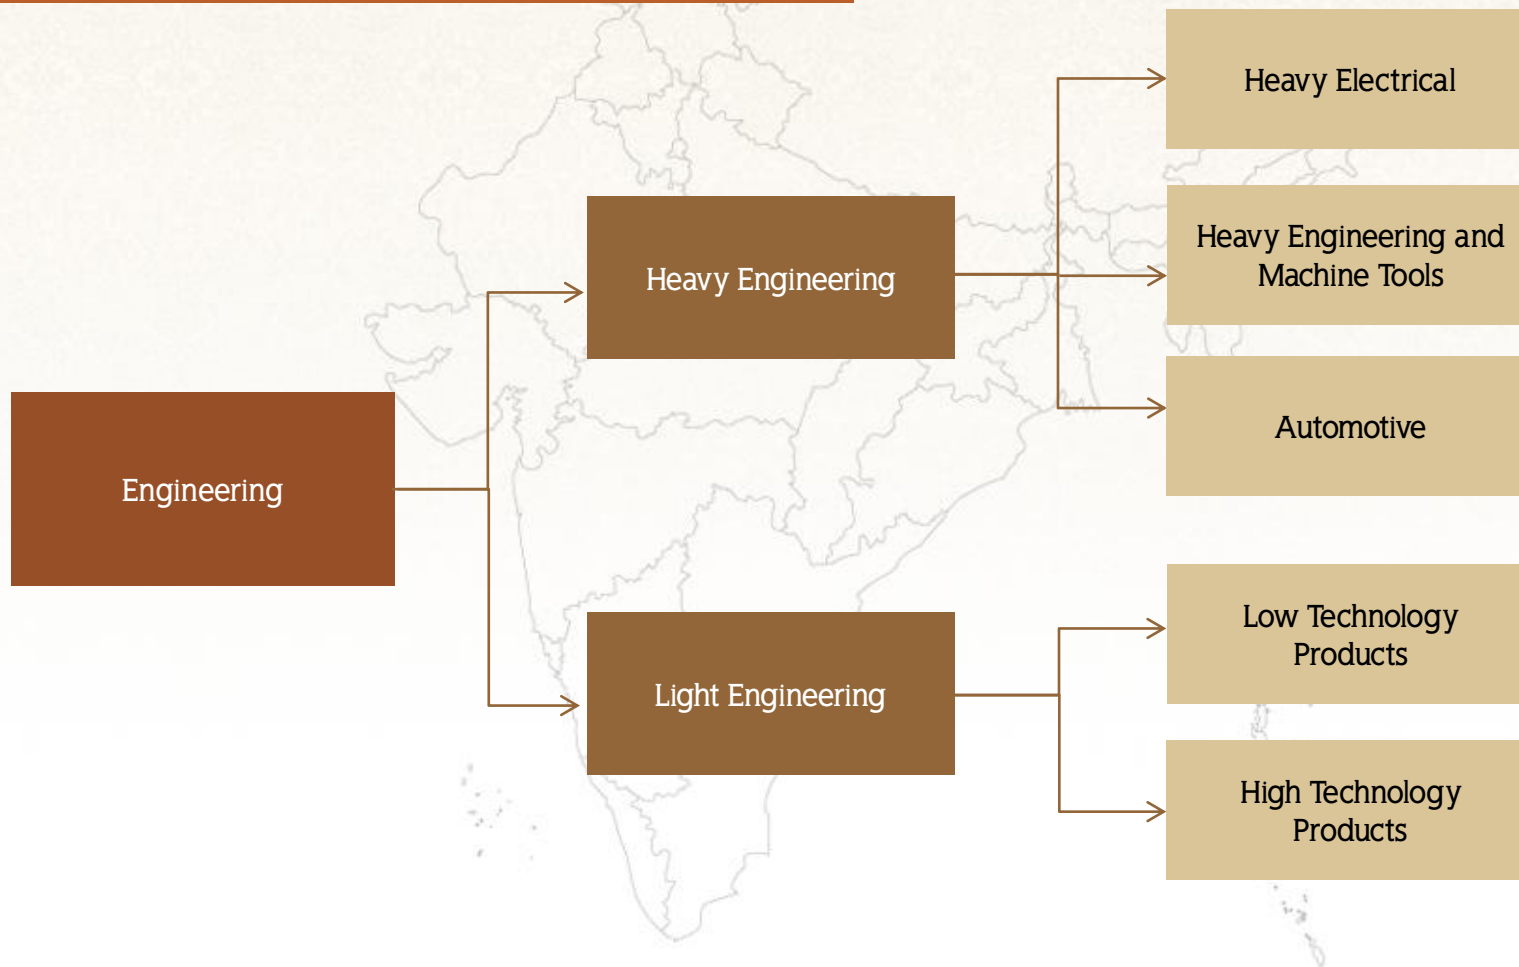 Engineering
Heavy Engineering
Heavy Electrical
Heavy Engineering and
Machine Tools
Automotive
Light Engineering
Low Technology
Products
High Technology
Products